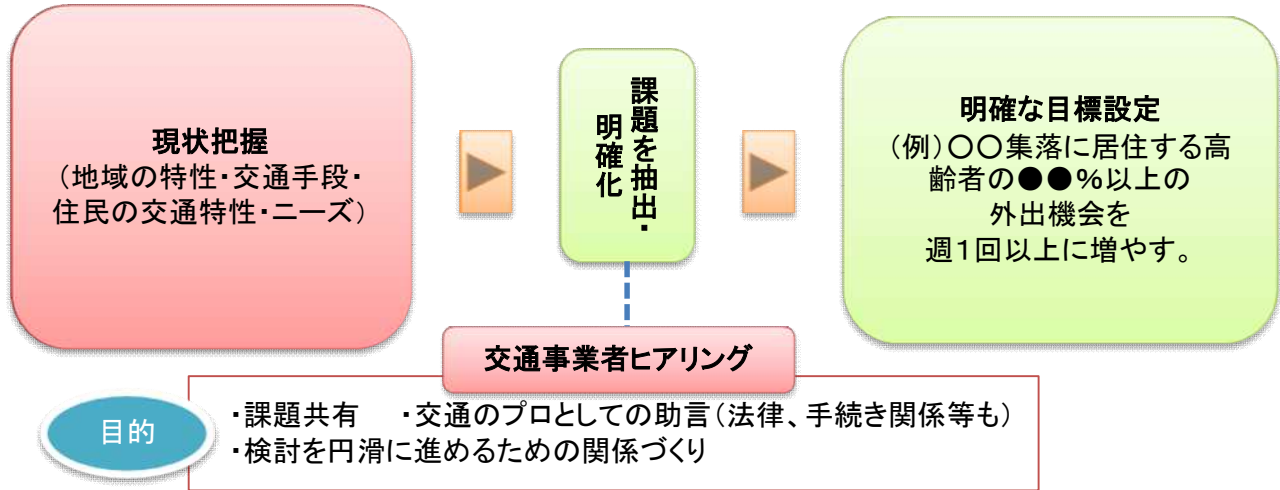 現状把握
（地域の特性・交通手段・
住民の交通特性・ニーズ）
課題を抽出・
明確化
明確な目標設定
（例）〇〇集落に居住する高
齢者の●●％以上の
外出機会を
週１回以上に増やす。
交通事業者ヒアリング
目的
・課題共有　・交通のプロとしての助言（法律、手続き関係等も）
・検討を円滑に進めるための関係づくり